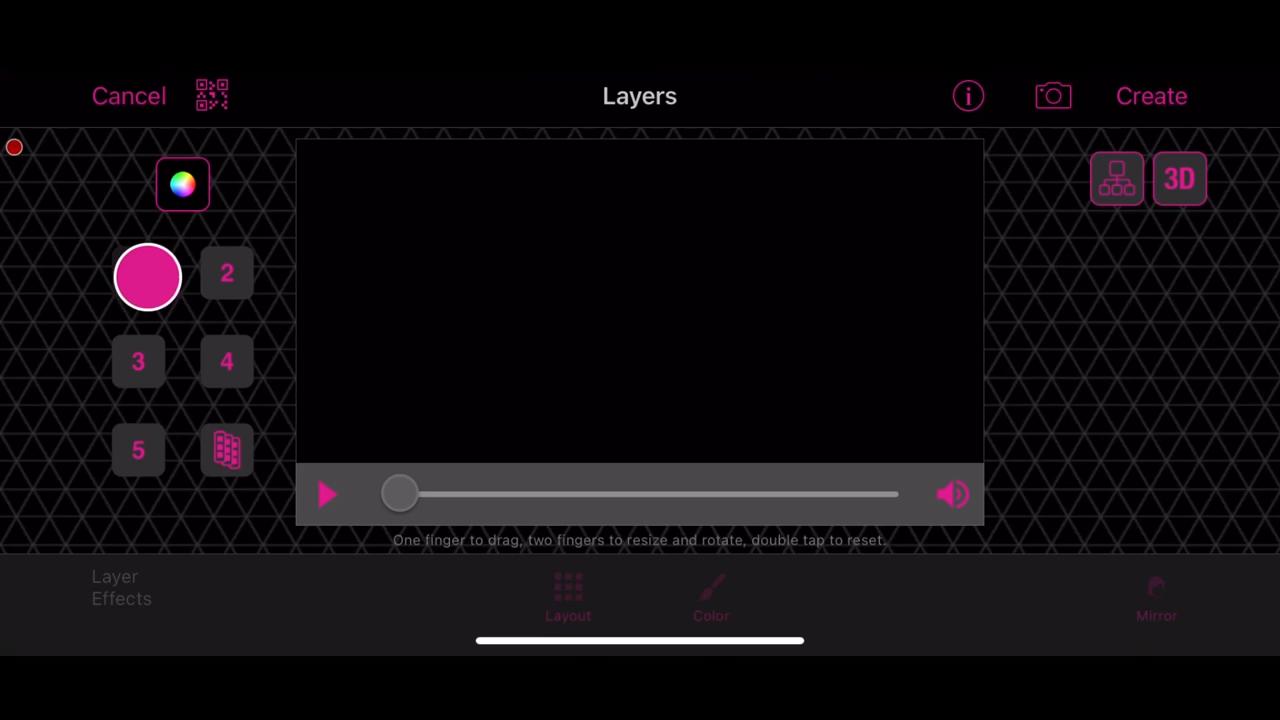 Cancel
Layers
Create
3D
2
3
4
5
One finger to drag, two fingers to resize and rotate, double tap to reset.
Layer
Effects
Layout
Color
Mirror